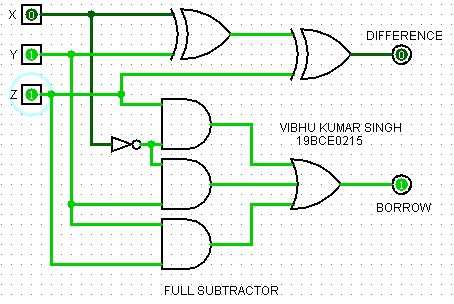 X 0
DIFFERENCE
Y 1
0
Z 1
VIBHU KUMAR SINGH
19BCE0215
1
BORROW
FULL SUBTRACTOR